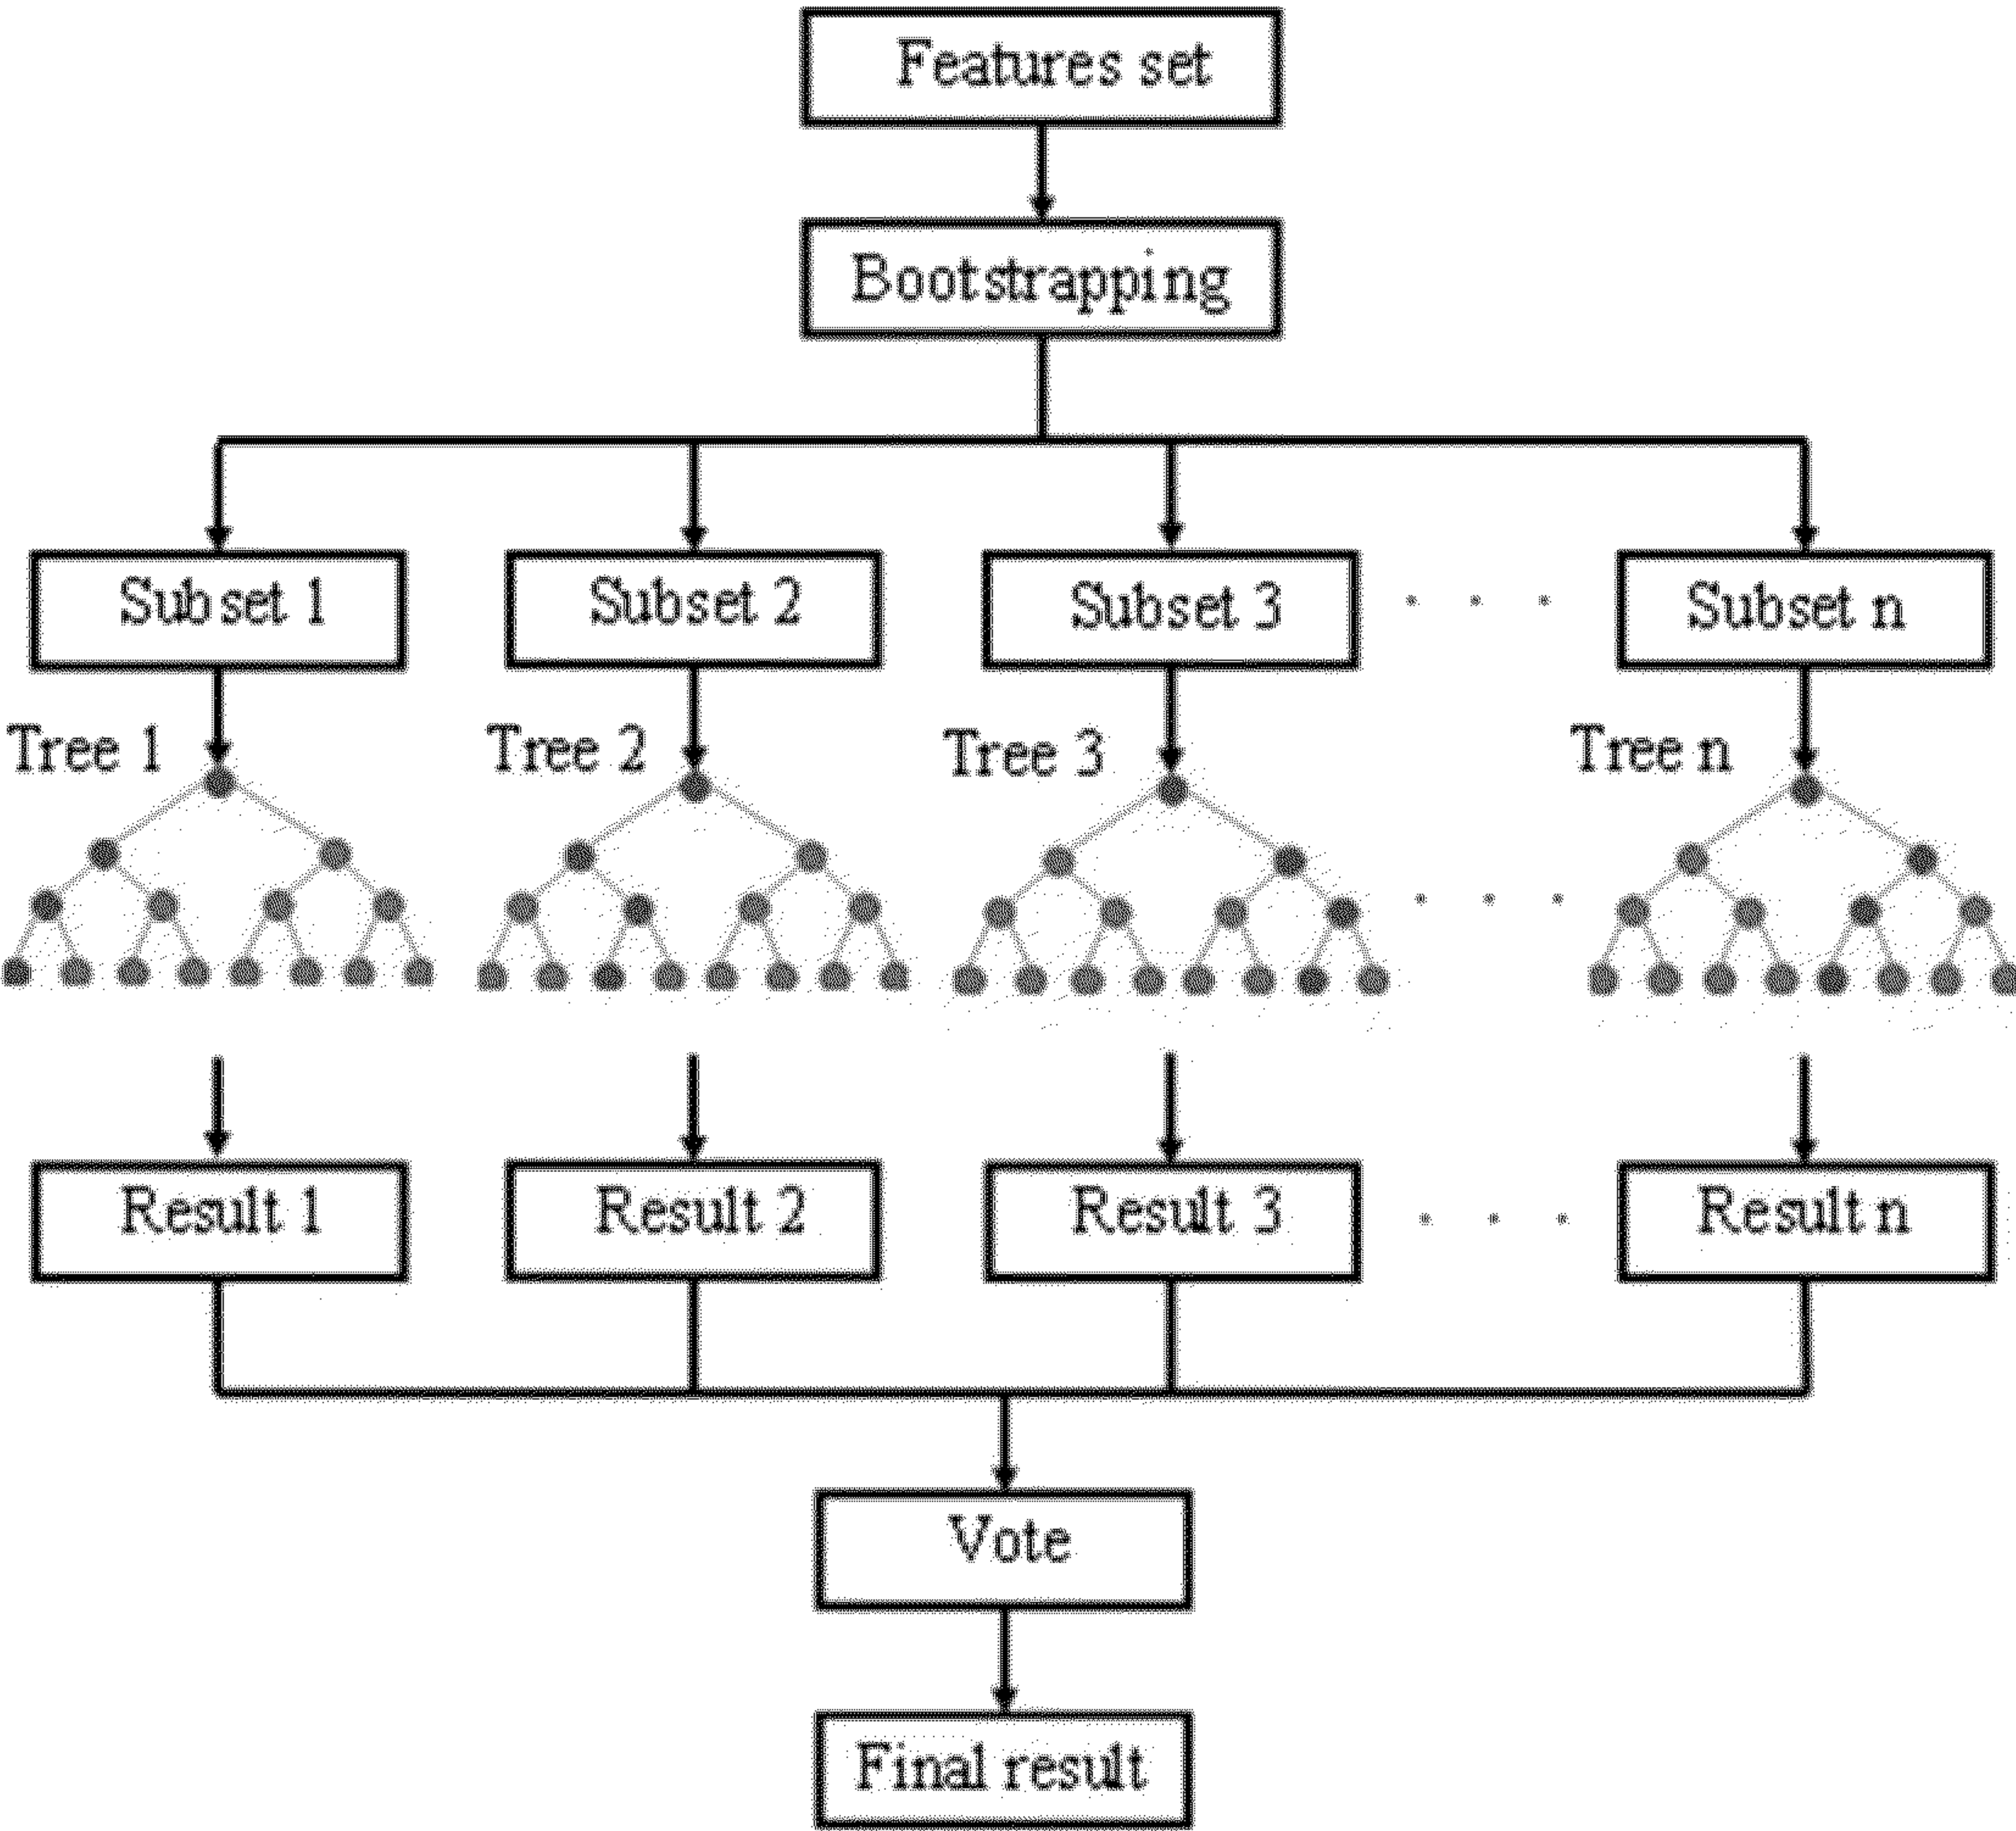 Features set
Bootstrapping
Subset 1
Subset 2
Subset 3
. . .
Subset n
Tree 1
Tree 2
Tree 3
Tree n
. . .
Result 1
Result 2
Result 3
. . .
Result n
Vote
Final result